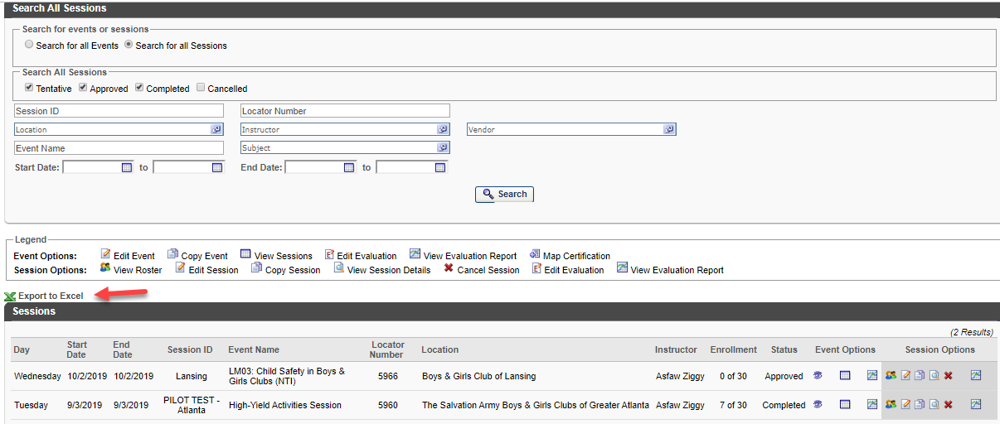 Search All Sessions
Search for events or sessions
Search for all Events Search for all Sessions
Search All Sessions
Tentative Approved Completed Cancelled
Session ID Locator Number
Location Instructor Vendor
Event Name Subject
Start Date: to End Date: to
Search
Legend
Event Options: Edit Event Copy Event View Sessions Edit Evaluation View Evaluation Report Map Certification
Session Options: View Roster Edit Session Copy Session View Session Details Cancel Session Edit Evaluation View Evaluation Report
Export to Excel
Sessions
(2 Results)
Day Start Date End Date Session ID Event Name Locator Number Location Instructor Enrollment Status Event Options Session Options
Wednesday 10/2/2019 10/2/2019 Lansing LM03: Child Safety in Boys & Girls Clubs (NTI) 5966 Boys & Girls Club of Lansing Asfaw Ziggy 0 of 30 Approved
Tuesday 9/3/2019 9/3/2019 PILOT TEST - Atlanta High-Yield Activities Session 5960 The Salvation Army Boys & Girls Clubs of Greater Atlanta Asfaw Ziggy 7 of 30 Completed